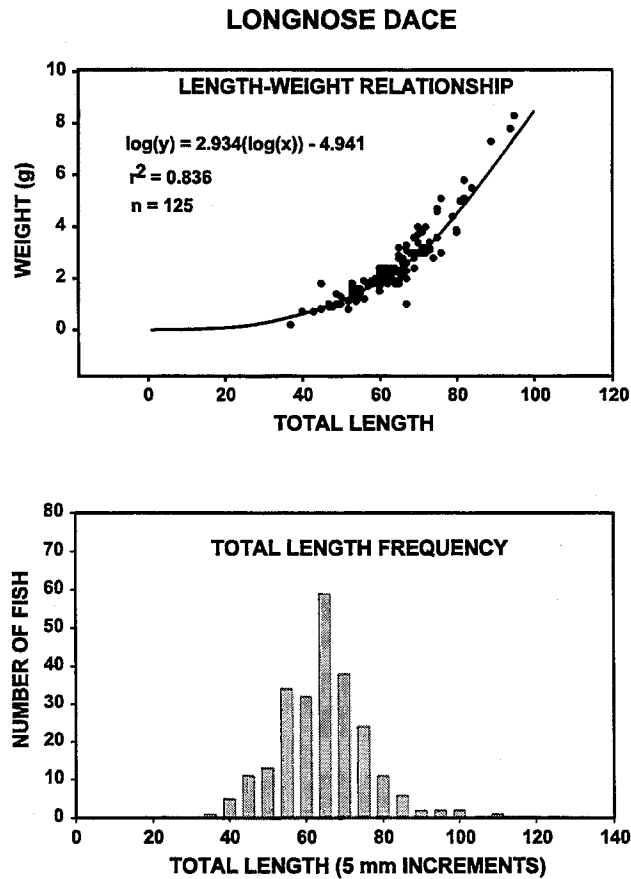 LONGNOSE DACE
LENGTH-WEIGHT RELATIONSHIP
log(y) = 2.934(log(x)) - 4.941
r2 = 0.836
n = 125
WEIGHT (g)
10
8
6
4
2
0
0 20 40 60 80 100 120
TOTAL LENGTH
TOTAL LENGTH FREQUENCY
NUMBER OF FISH
80
70
60
50
40
30
20
10
0
0 20 40 60 80 100 120 140
TOTAL LENGTH (5 mm INCREMENTS)